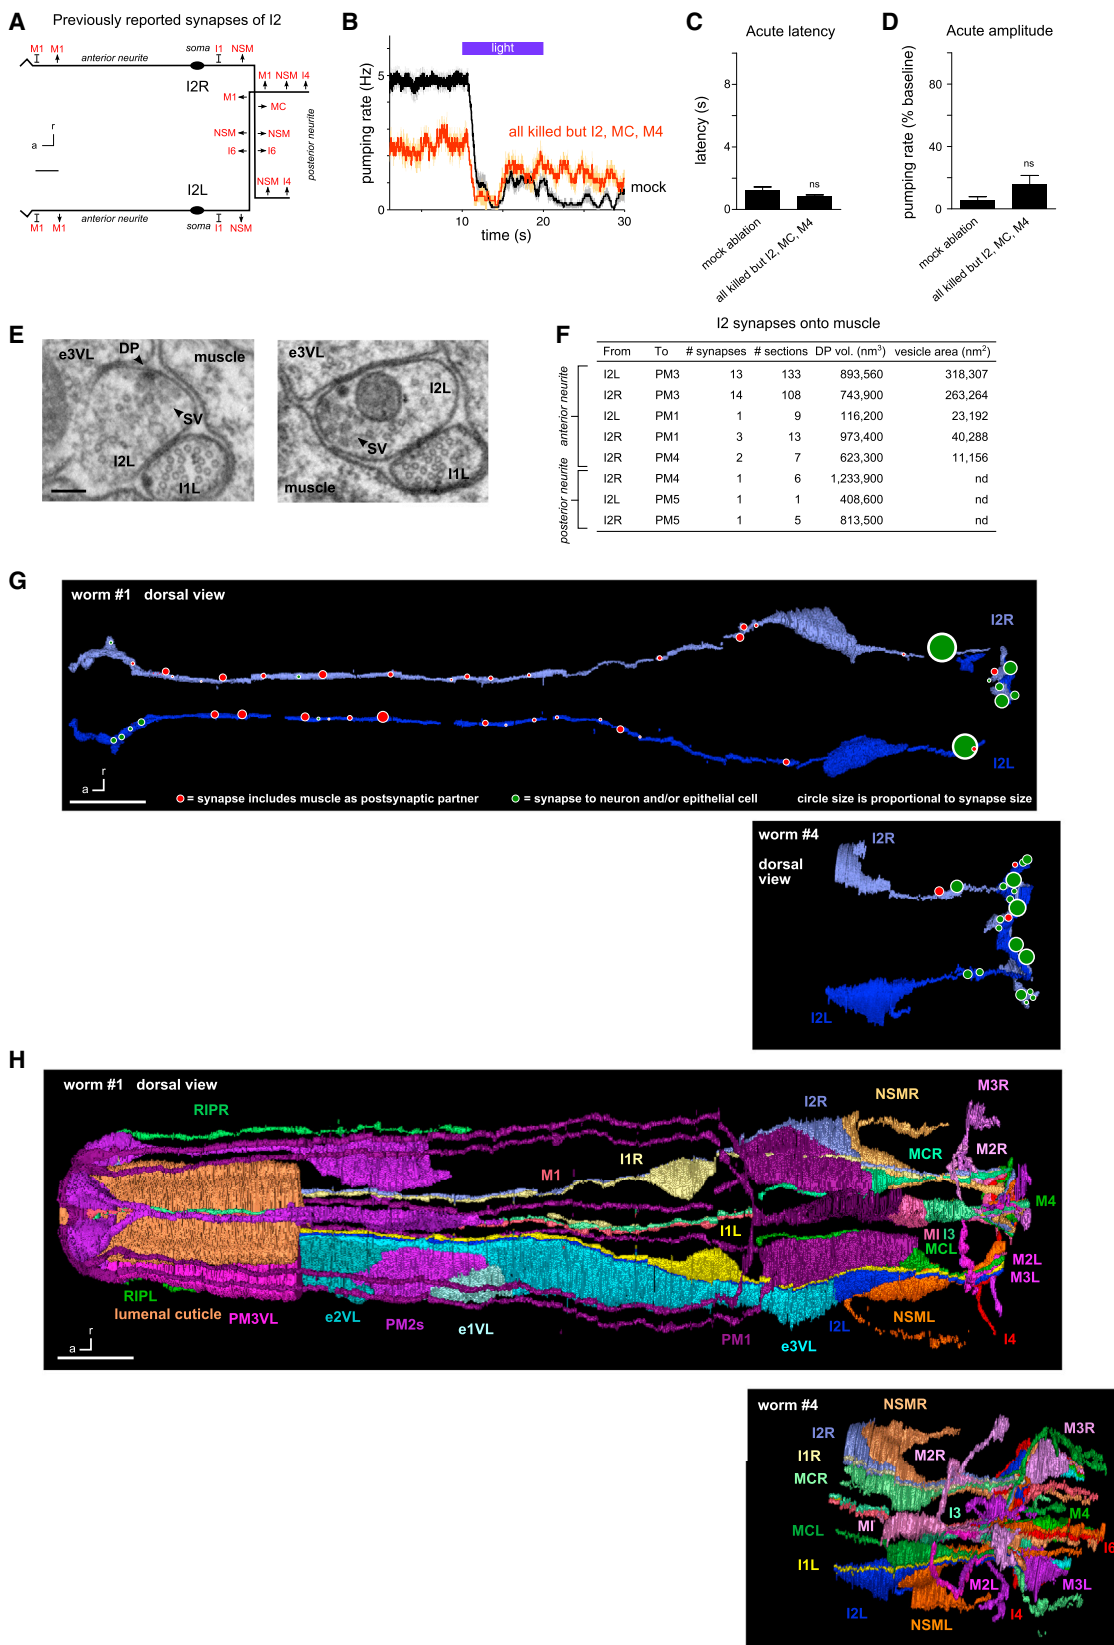 A
Previously reported synapses of I2
M1 M1
anterior neurite
soma
I1 NSM
I2R
M1 NSM I4
M1
MC
NSM
NSM
I6
I6
posterior neurite
r
a
NSM I4
I2L
anterior neurite
soma
M1 M1
I1 NSM
B
light
pumping rate (Hz)
5
0
all killed but I2, MC, M4
mock
0 10 20 30
time (s)
C
Acute latency
latency (s)
8
4
0
ns
mock ablation
all killed but I2, MC, M4
D
Acute amplitude
pumping rate (% baseline)
80
40
0
ns
mock ablation
all killed but I2, MC, M4
E
e3VL
DP
muscle
SV
I2L
I1L
e3VL
I2L
SV
I1L
muscle
F
I2 synapses onto muscle
From To # synapses # sections DP vol. (nm³) vesicle area (nm²)
anterior neurite
I2L PM3 13 133 893,560 318,307
I2R PM3 14 108 743,900 263,264
I2L PM1 1 9 116,200 23,192
I2R PM1 3 13 973,400 40,288
I2R PM4 2 7 623,300 11,156
posterior neurite
I2R PM4 1 6 1,233,900 nd
I2L PM5 1 1 408,600 nd
I2R PM5 1 5 813,500 nd
G
worm #1 dorsal view
I2R
I2L
r
a
= synapse includes muscle as postsynaptic partner
= synapse to neuron and/or epithelial cell
circle size is proportional to synapse size
worm #4
dorsal
view
I2R
I2L
H
worm #1 dorsal view
RIPR
M1
I1R
I2R
NSMR
M3R
MCR
M2R
M4
I1L
MI I3
MCL
M2L
M3L
RIPL
lumenal cuticle
PM3VL
e2VL
PM2s
e1VL
PM1
e3VL
I2L
NSML
I4
r
a
worm #4
NSMR
I2R
M3R
I1R
M2R
MCR
I3
M4
MI
MCL
I6
I1L
M2L
M3L
I2L
NSML
I4